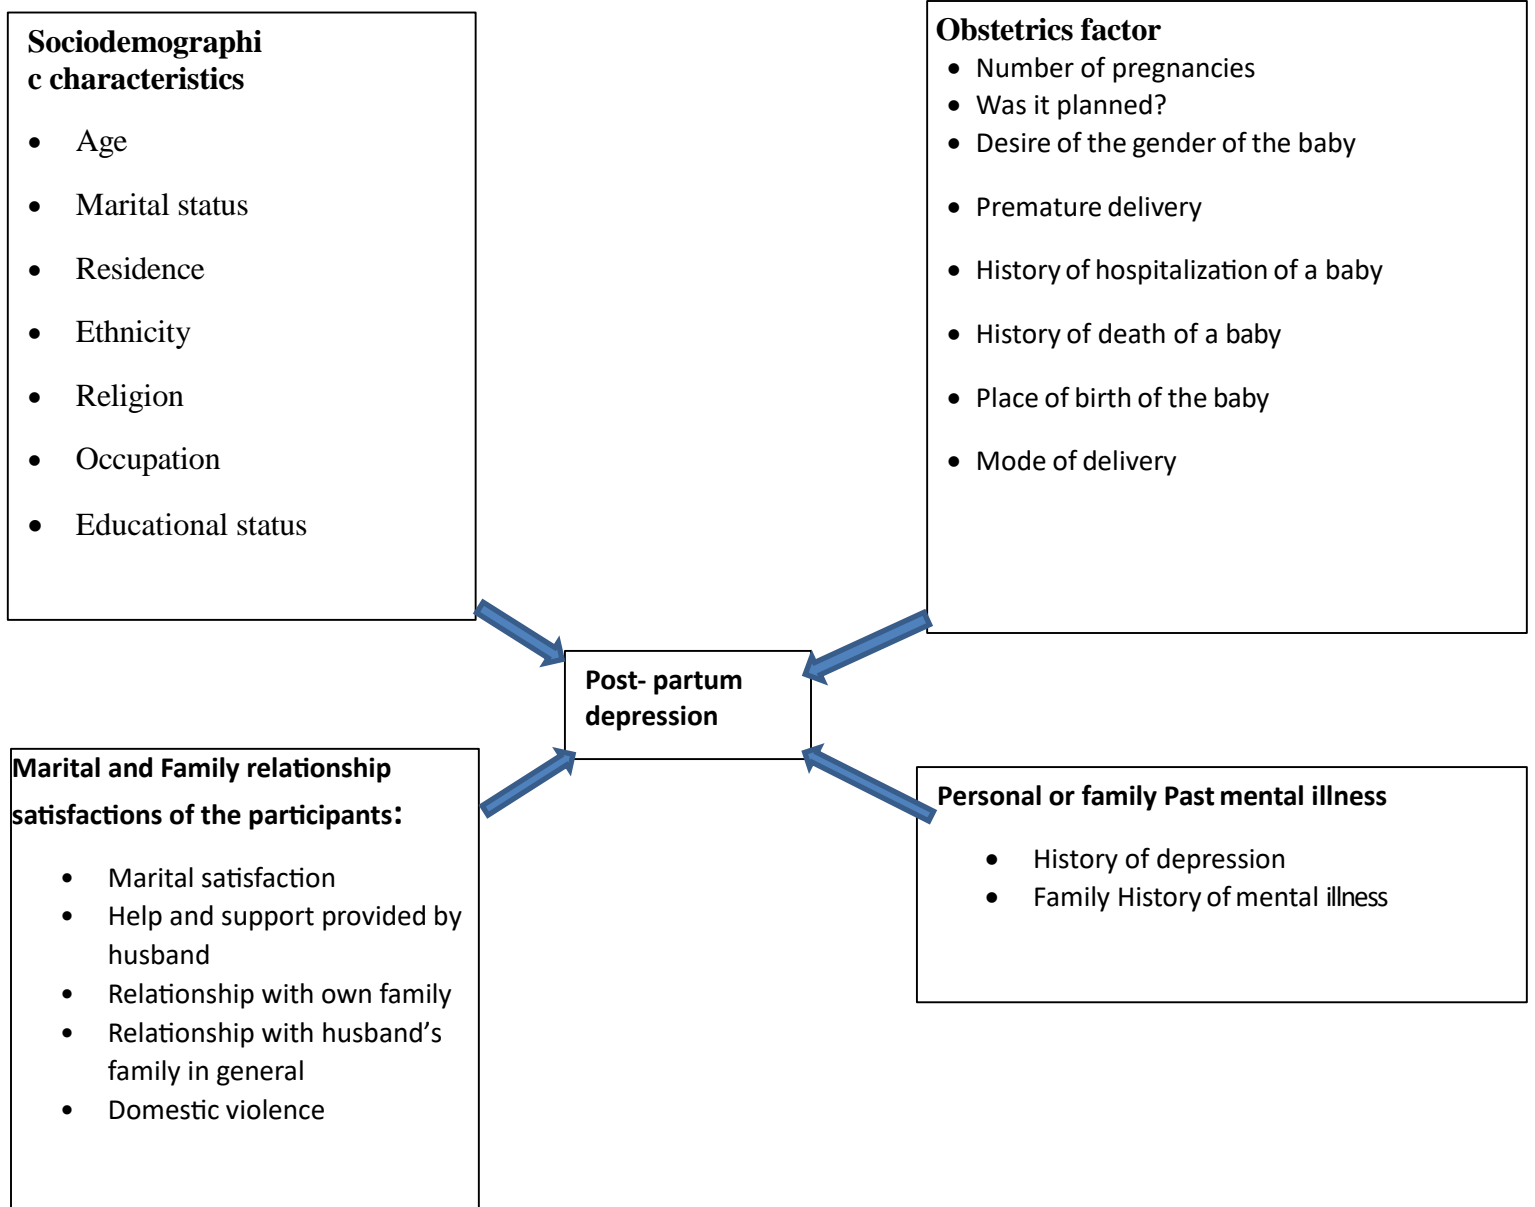 Sociodemographi
c characteristics
• Age
• Marital status
• Residence
• Ethnicity
• Religion
• Occupation
• Educational status
Obstetrics factor
• Number of pregnancies
• Was it planned?
• Desire of the gender of the baby
• Premature delivery
• History of hospitalization of a baby
• History of death of a baby
• Place of birth of the baby
• Mode of delivery
Post- partum
depression
Marital and Family relationship
satisfactions of the participants:
• Marital satisfaction
• Help and support provided by
husband
• Relationship with own family
• Relationship with husband’s
family in general
• Domestic violence
Personal or family Past mental illness
• History of depression
• Family History of mental illness